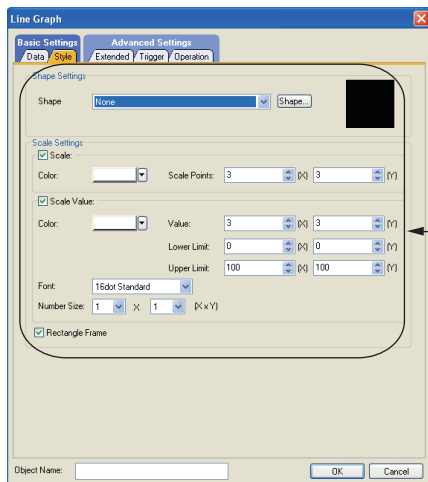 Line Graph
Basic Settings Advanced Settings
Data Style Extended Trigger Operation
Shape Settings
Shape None Shape...
Scale Settings
Scale:
Color: Scale Points: 3 (X) 3 (Y)
Scale Value:
Color: Value: 3 (X) 3 (Y)
Lower Limit: 0 (X) 0 (Y)
Upper Limit: 100 (X) 100 (Y)
Font: 16dot Standard
Number Size: 1 X 1 (X x Y)
Rectangle Frame
Object Name: OK Cancel